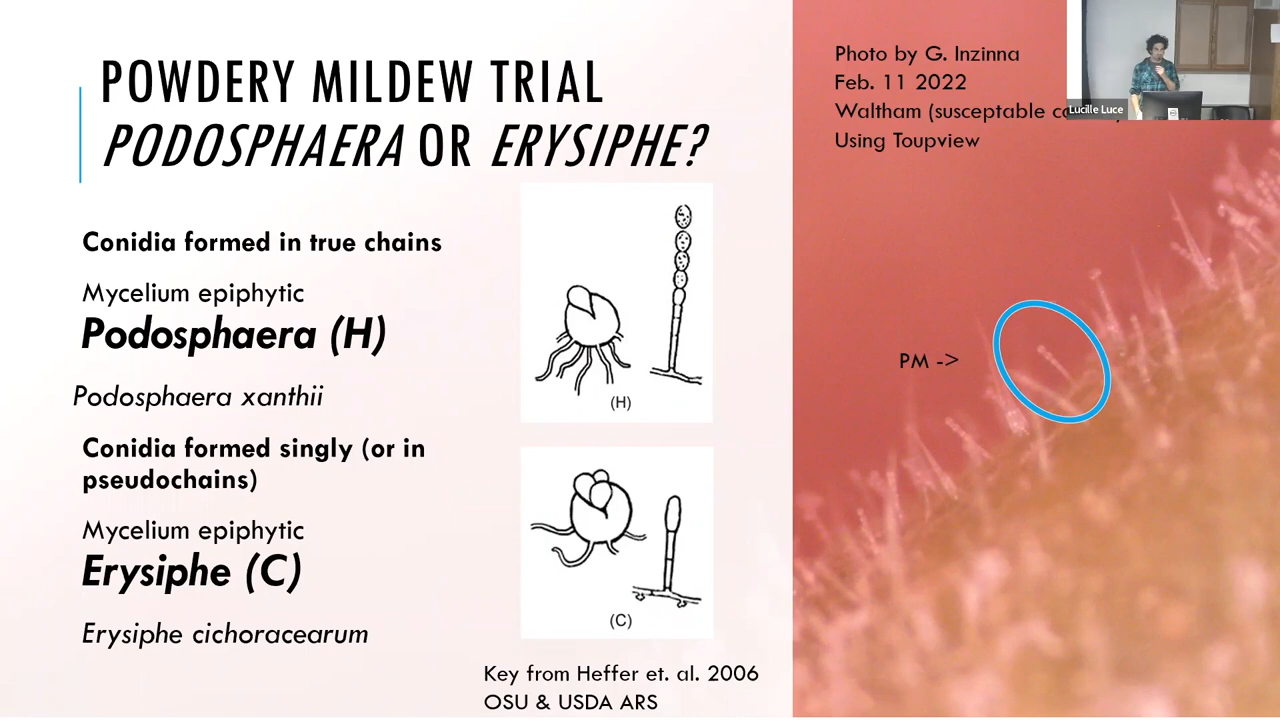 POWDERY MILDEW TRIAL
PODOSPHAERA OR ERYSIPHE?
Conidia formed in true chains
Mycelium epiphytic
Podosphaera (H)
Podosphaera xanthii
Conidia formed singly (or in
pseudochains)
Mycelium epiphytic
Erysiphe (C)
Erysiphe cichoracearum
(H)
(C)
Key from Heffer et. al. 2006
OSU & USDA ARS
Photo by G. Inzinna
Feb. 11 2022
Waltham (susceptable
Using Toupview
PM ->
Lucille Luce